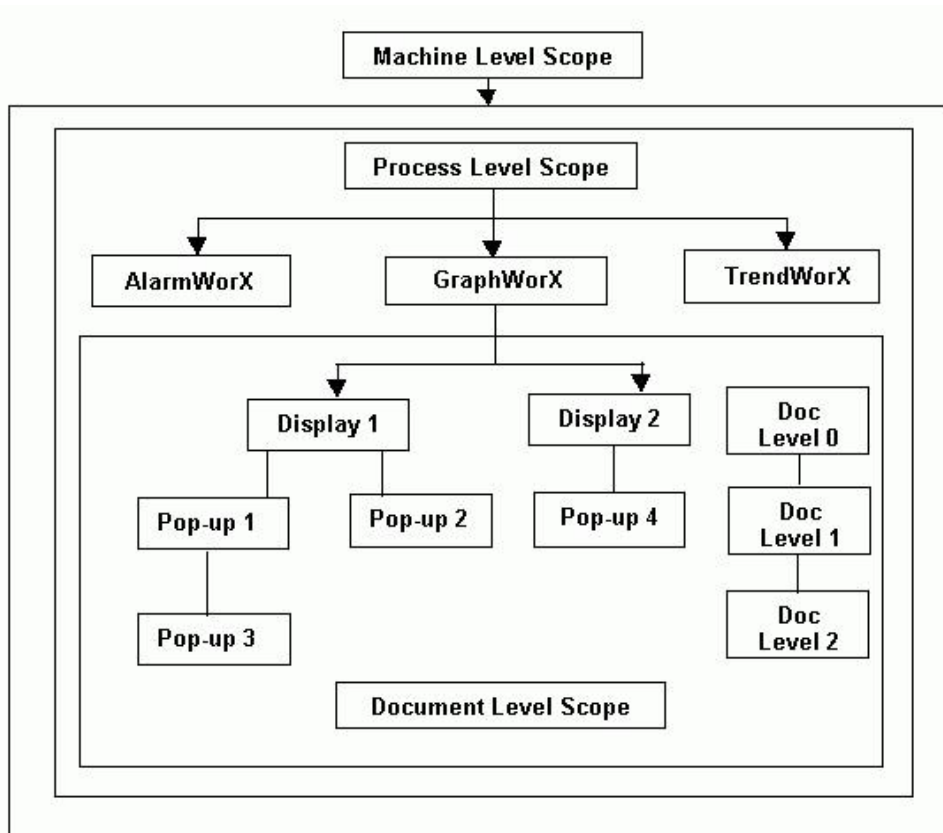 Machine Level Scope
Process Level Scope
AlarmWorX
GraphWorX
TrendWorX
Display 1
Display 2
Doc
Level 0
Pop-up 1
Pop-up 2
Pop-up 4
Doc
Level 1
Pop-up 3
Doc
Level 2
Document Level Scope